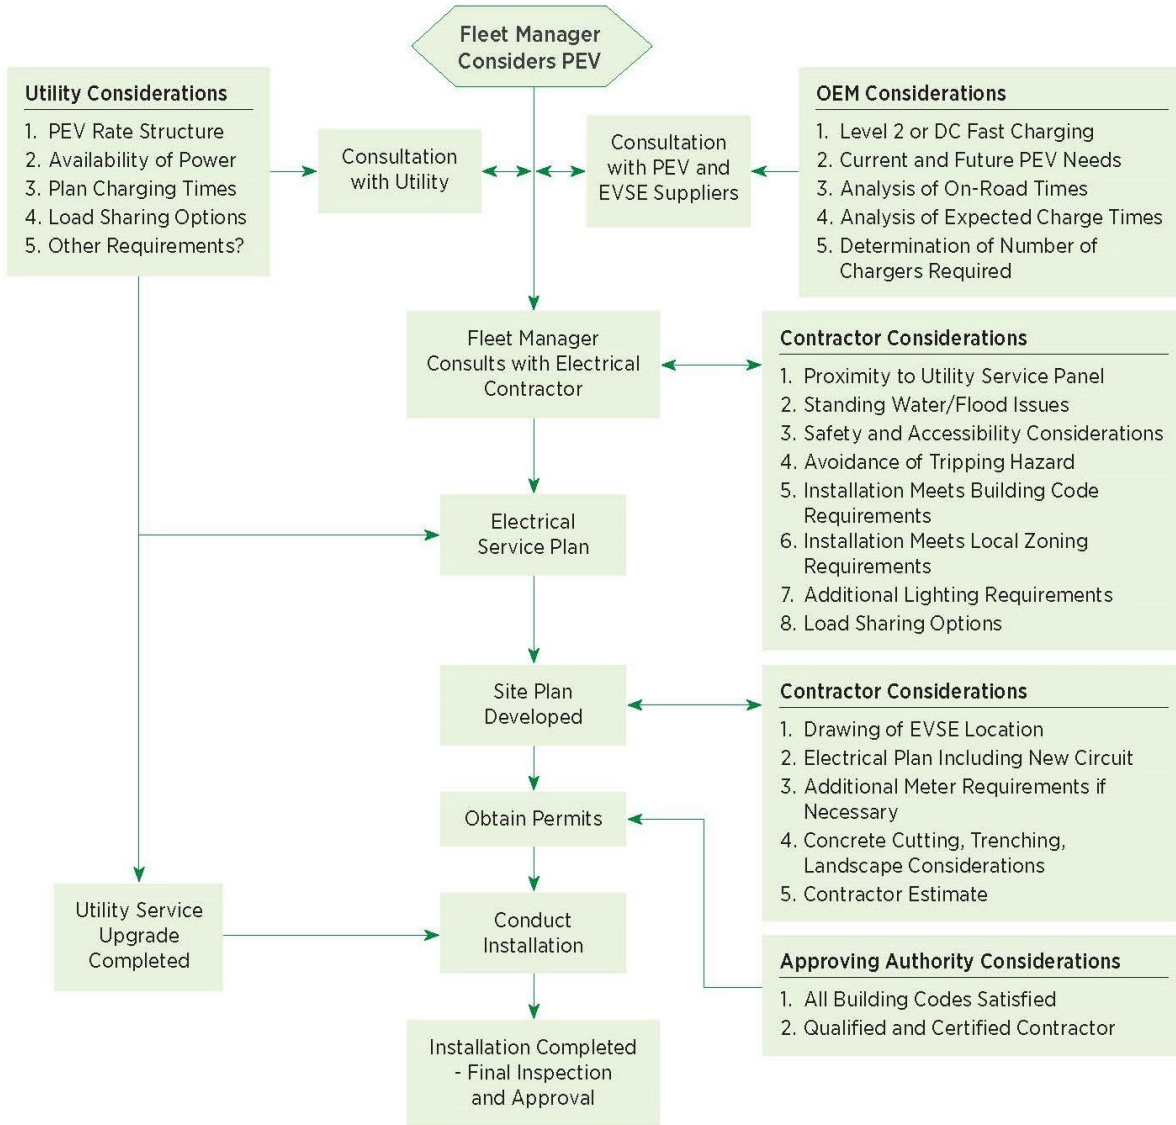 Fleet Manager
Considers PEV
Utility Considerations
1. PEV Rate Structure
2. Availability of Power
3. Plan Charging Times
4. Load Sharing Options
5. Other Requirements?
Consultation
with Utility
Consultation
with PEV and
EVSE Suppliers
OEM Considerations
1. Level 2 or DC Fast Charging
2. Current and Future PEV Needs
3. Analysis of On-Road Times
4. Analysis of Expected Charge Times
5. Determination of Number of
Chargers Required
Fleet Manager
Consults with Electrical
Contractor
Contractor Considerations
1. Proximity to Utility Service Panel
2. Standing Water/Flood Issues
3. Safety and Accessibility Considerations
4. Avoidance of Tripping Hazard
5. Installation Meets Building Code
Requirements
6. Installation Meets Local Zoning
Requirements
7. Additional Lighting Requirements
8. Load Sharing Options
Electrical
Service Plan
Site Plan
Developed
Contractor Considerations
1. Drawing of EVSE Location
2. Electrical Plan Including New Circuit
3. Additional Meter Requirements if
Necessary
4. Concrete Cutting, Trenching,
Landscape Considerations
5. Contractor Estimate
Obtain Permits
Utility Service
Upgrade
Completed
Conduct
Installation
Approving Authority Considerations
1. All Building Codes Satisfied
2. Qualified and Certified Contractor
Installation Completed
- Final Inspection
and Approval